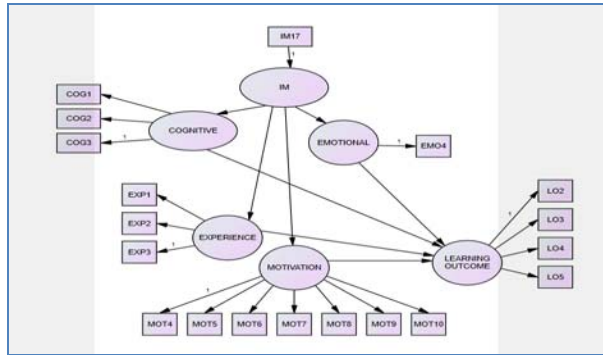 IM17
1
IM
COG1
COG2
COG3
1
COGNITIVE
EMOTIONAL
1
EMO4
EXP1
EXP2
EXP3
1
EXPERIENCE
MOTIVATION
LEARNING
OUTCOME
1
LO2
LO3
LO4
LO5
1
MOT4
MOT5
MOT6
MOT7
MOT8
MOT9
MOT10